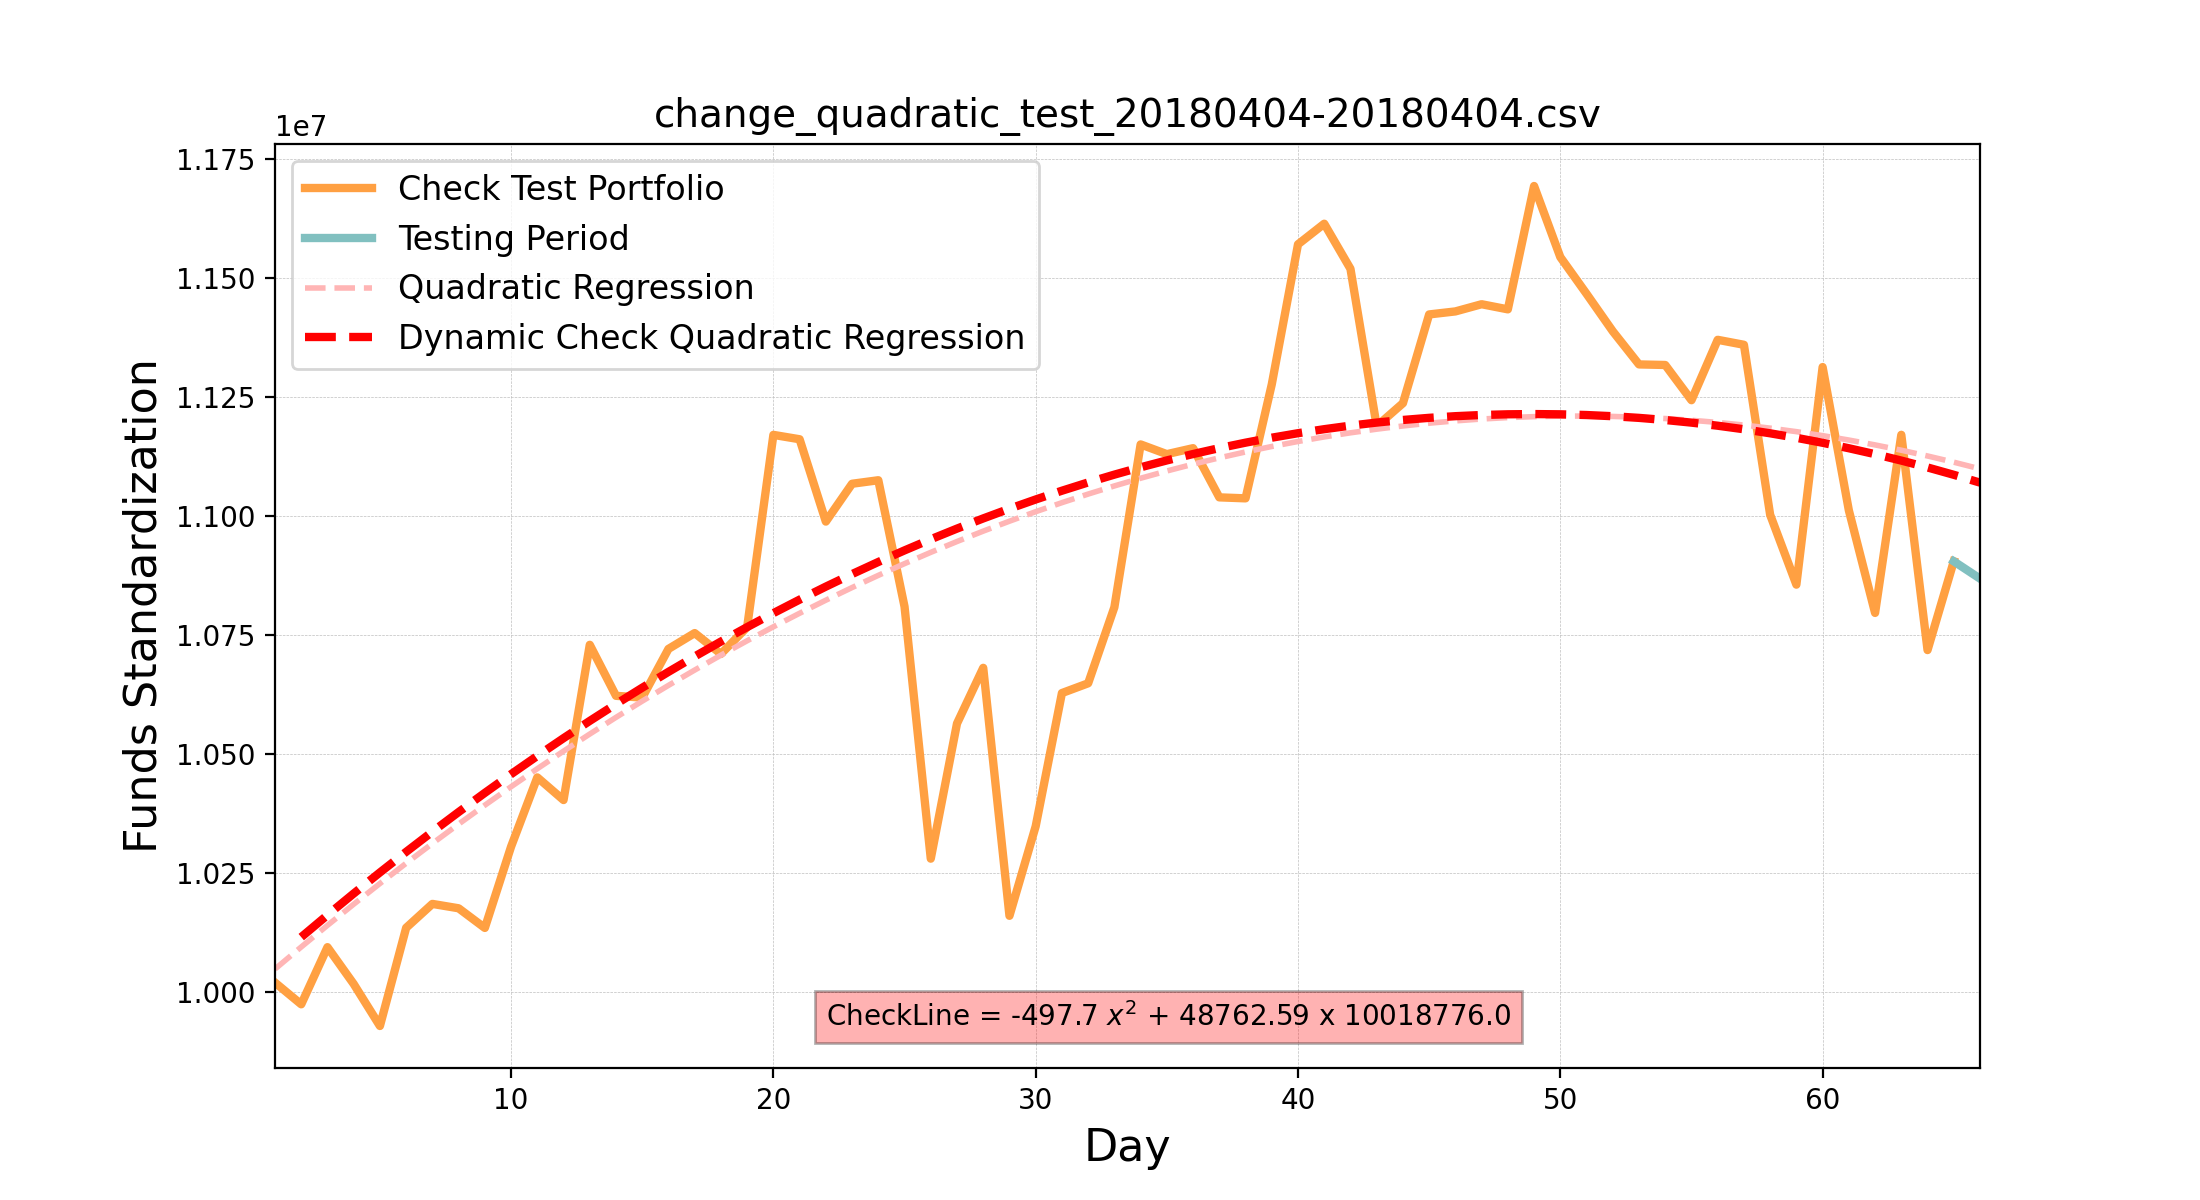 change_quadratic_test_20180404-20180404.csv
1e7
Check Test Portfolio
Testing Period
Quadratic Regression
Dynamic Check Quadratic Regression
Funds Standardization
1.175
1.150
1.125
1.100
1.075
1.050
1.025
1.000
CheckLine = -497.7 x² + 48762.59 x 10018776.0
10 20 30 40 50 60
Day